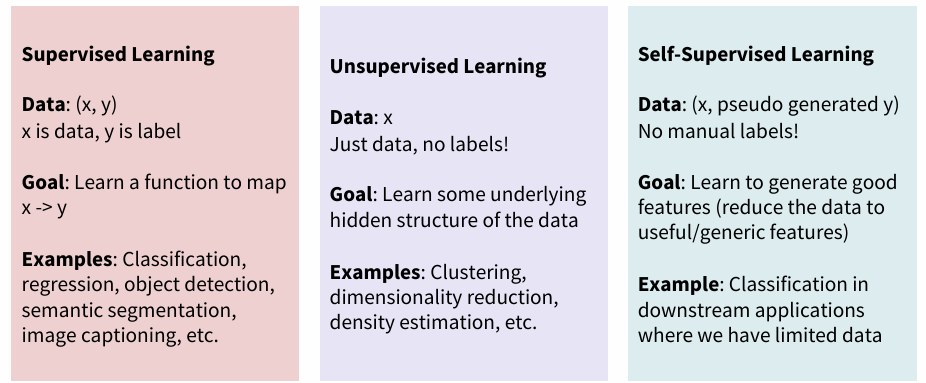 Supervised Learning
Data: (x, y)
x is data, y is label
Goal: Learn a function to map
x -> y
Examples: Classification,
regression, object detection,
semantic segmentation,
image captioning, etc.
Unsupervised Learning
Data: x
Just data, no labels!
Goal: Learn some underlying
hidden structure of the data
Examples: Clustering,
dimensionality reduction,
density estimation, etc.
Self-Supervised Learning
Data: (x, pseudo generated y)
No manual labels!
Goal: Learn to generate good
features (reduce the data to
useful/generic features)
Example: Classification in
downstream applications
where we have limited data